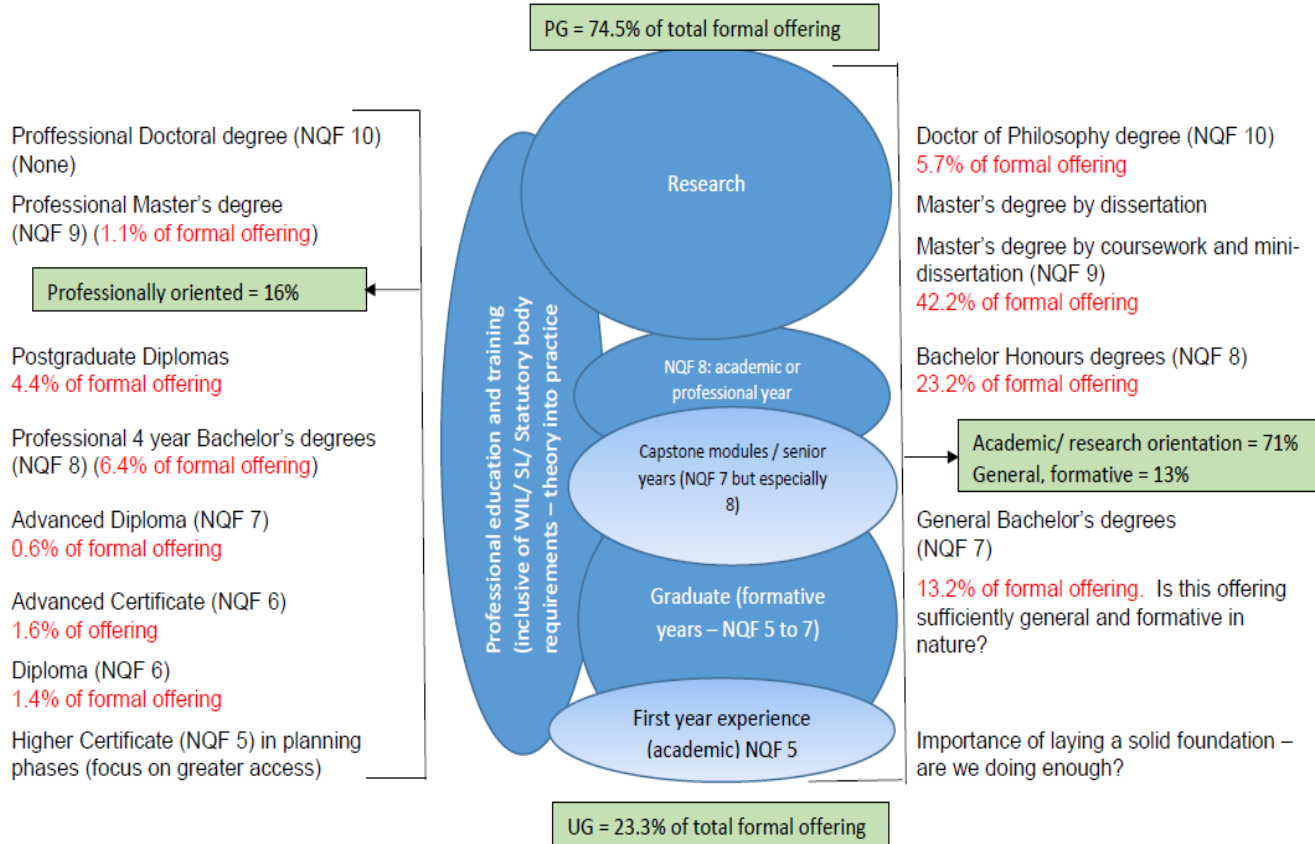 PG = 74.5% of total formal offering
Proffessional Doctoral degree (NQF 10)
(None)
Professional Master's degree
(NQF 9) (1.1% of formal offering)
Professionally oriented = 16%
Postgraduate Diplomas
4.4% of formal offering
Professional 4 year Bachelor's degrees
(NQF 8) (6.4% of formal offering)
Advanced Diploma (NQF 7)
0.6% of formal offering
Advanced Certificate (NQF 6)
1.6% of offering
Diploma (NQF 6)
1.4% of formal offering
Higher Certificate (NQF 5) in planning
phases (focus on greater access)
Professional education and training
(inclusive of WIL/ SL/ Statutory body
requirements – theory into practice
Research
NQF 8: academic or
professional year
Capstone modules / senior
years (NQF 7 but especially
8)
Graduate (formative
years – NQF 5 to 7)
First year experience
(academic) NQF 5
Doctor of Philosophy degree (NQF 10)
5.7% of formal offering
Master's degree by dissertation
Master's degree by coursework and mini-
dissertation (NQF 9)
42.2% of formal offering
Bachelor Honours degrees (NQF 8)
23.2% of formal offering
Academic/ research orientation = 71%
General, formative = 13%
General Bachelor's degrees
(NQF 7)
13.2% of formal offering. Is this offering
sufficiently general and formative in
nature?
Importance of laying a solid foundation –
are we doing enough?
UG = 23.3% of total formal offering